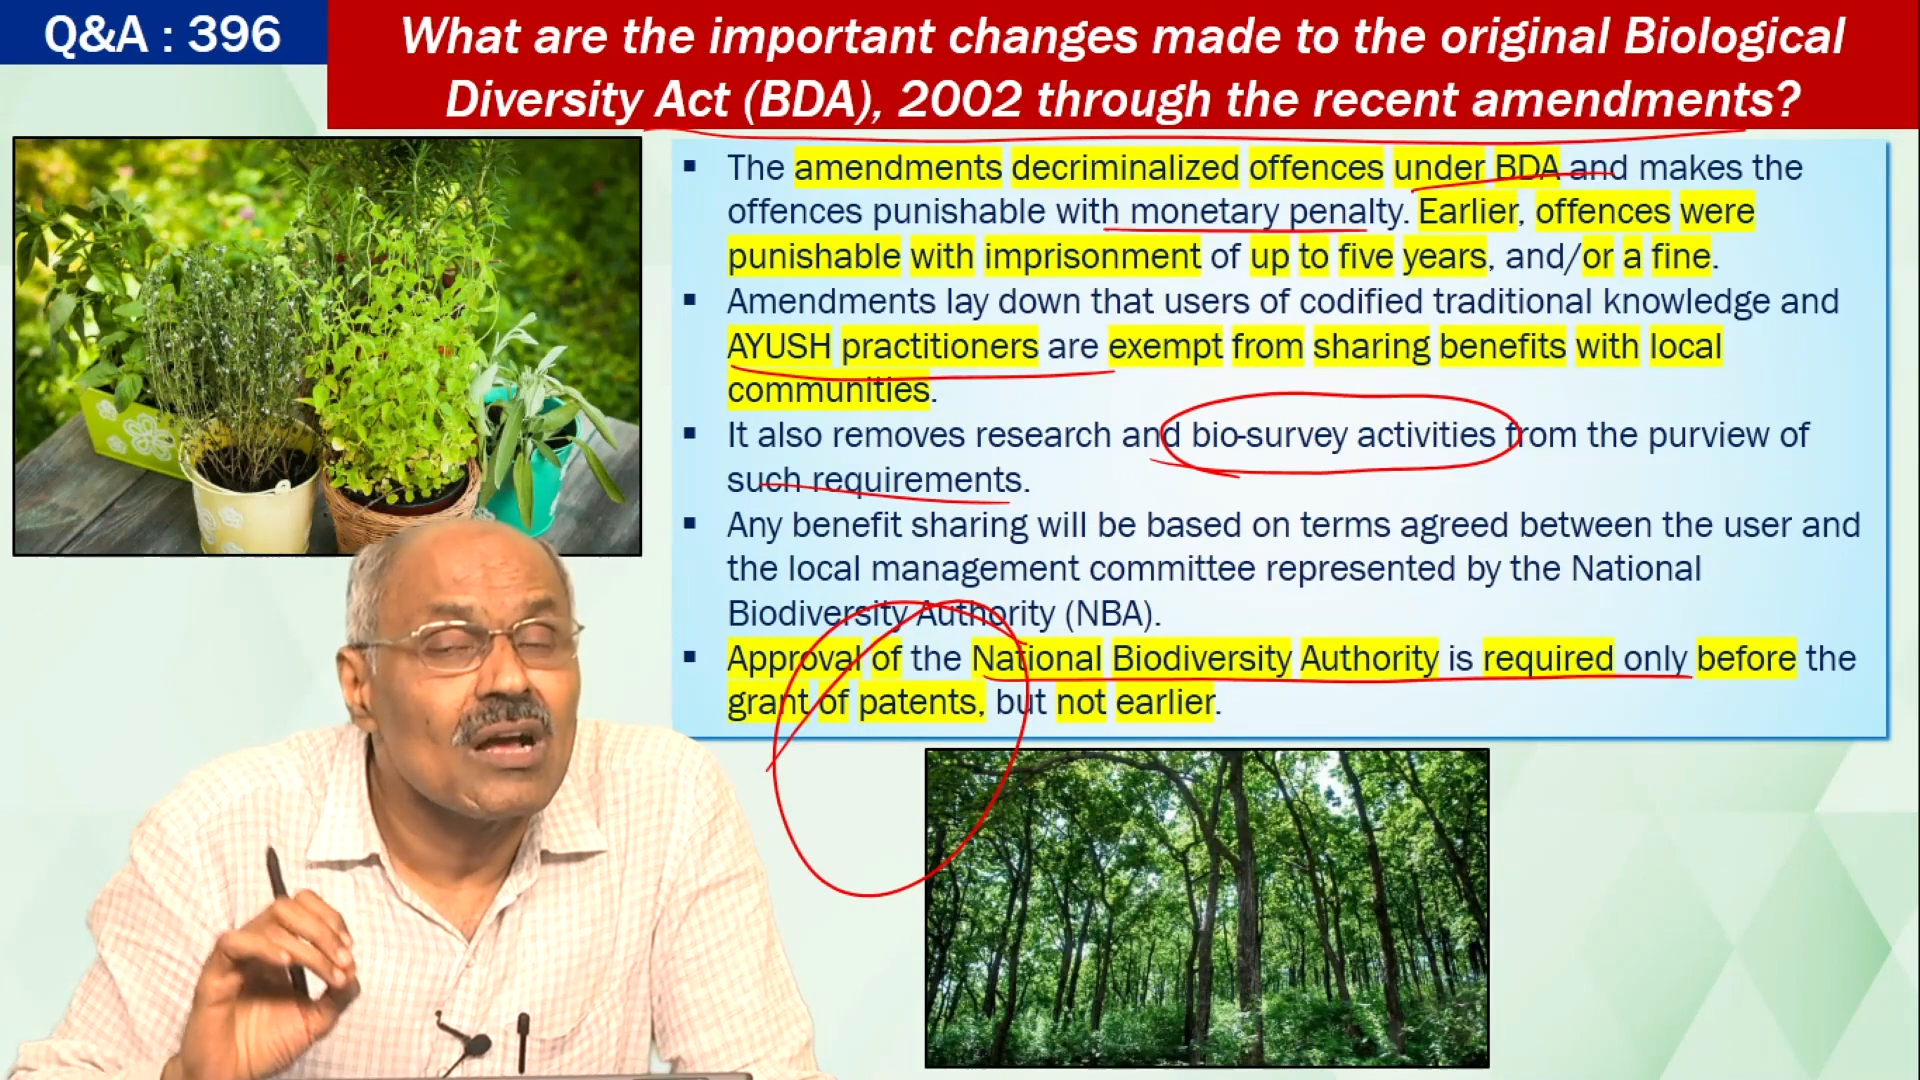 Q&A : 396
What are the important changes made to the original Biological
Diversity Act (BDA), 2002 through the recent amendments?
▪ The amendments decriminalized offences under BDA and makes the
offences punishable with monetary penalty. Earlier, offences were
punishable with imprisonment of up to five years, and/or a fine.
▪ Amendments lay down that users of codified traditional knowledge and
AYUSH practitioners are exempt from sharing benefits with local
communities.
▪ It also removes research and bio-survey activities from the purview of
such requirements.
▪ Any benefit sharing will be based on terms agreed between the user and
the local management committee represented by the National
Biodiversity Authority (NBA).
▪ Approval of the National Biodiversity Authority is required only before the
grant of patents, but not earlier.